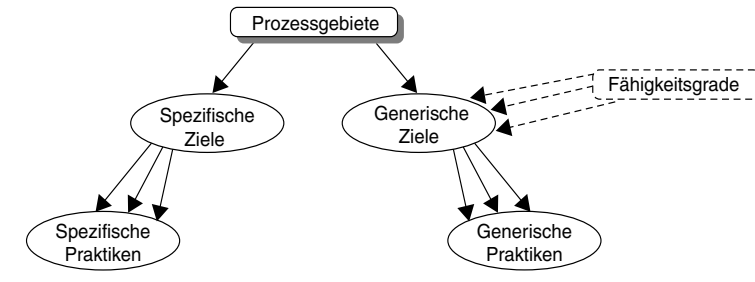 Prozessgebiete
Fähigkeitsgrade
Spezifische
Ziele
Generische
Ziele
Spezifische
Praktiken
Generische
Praktiken